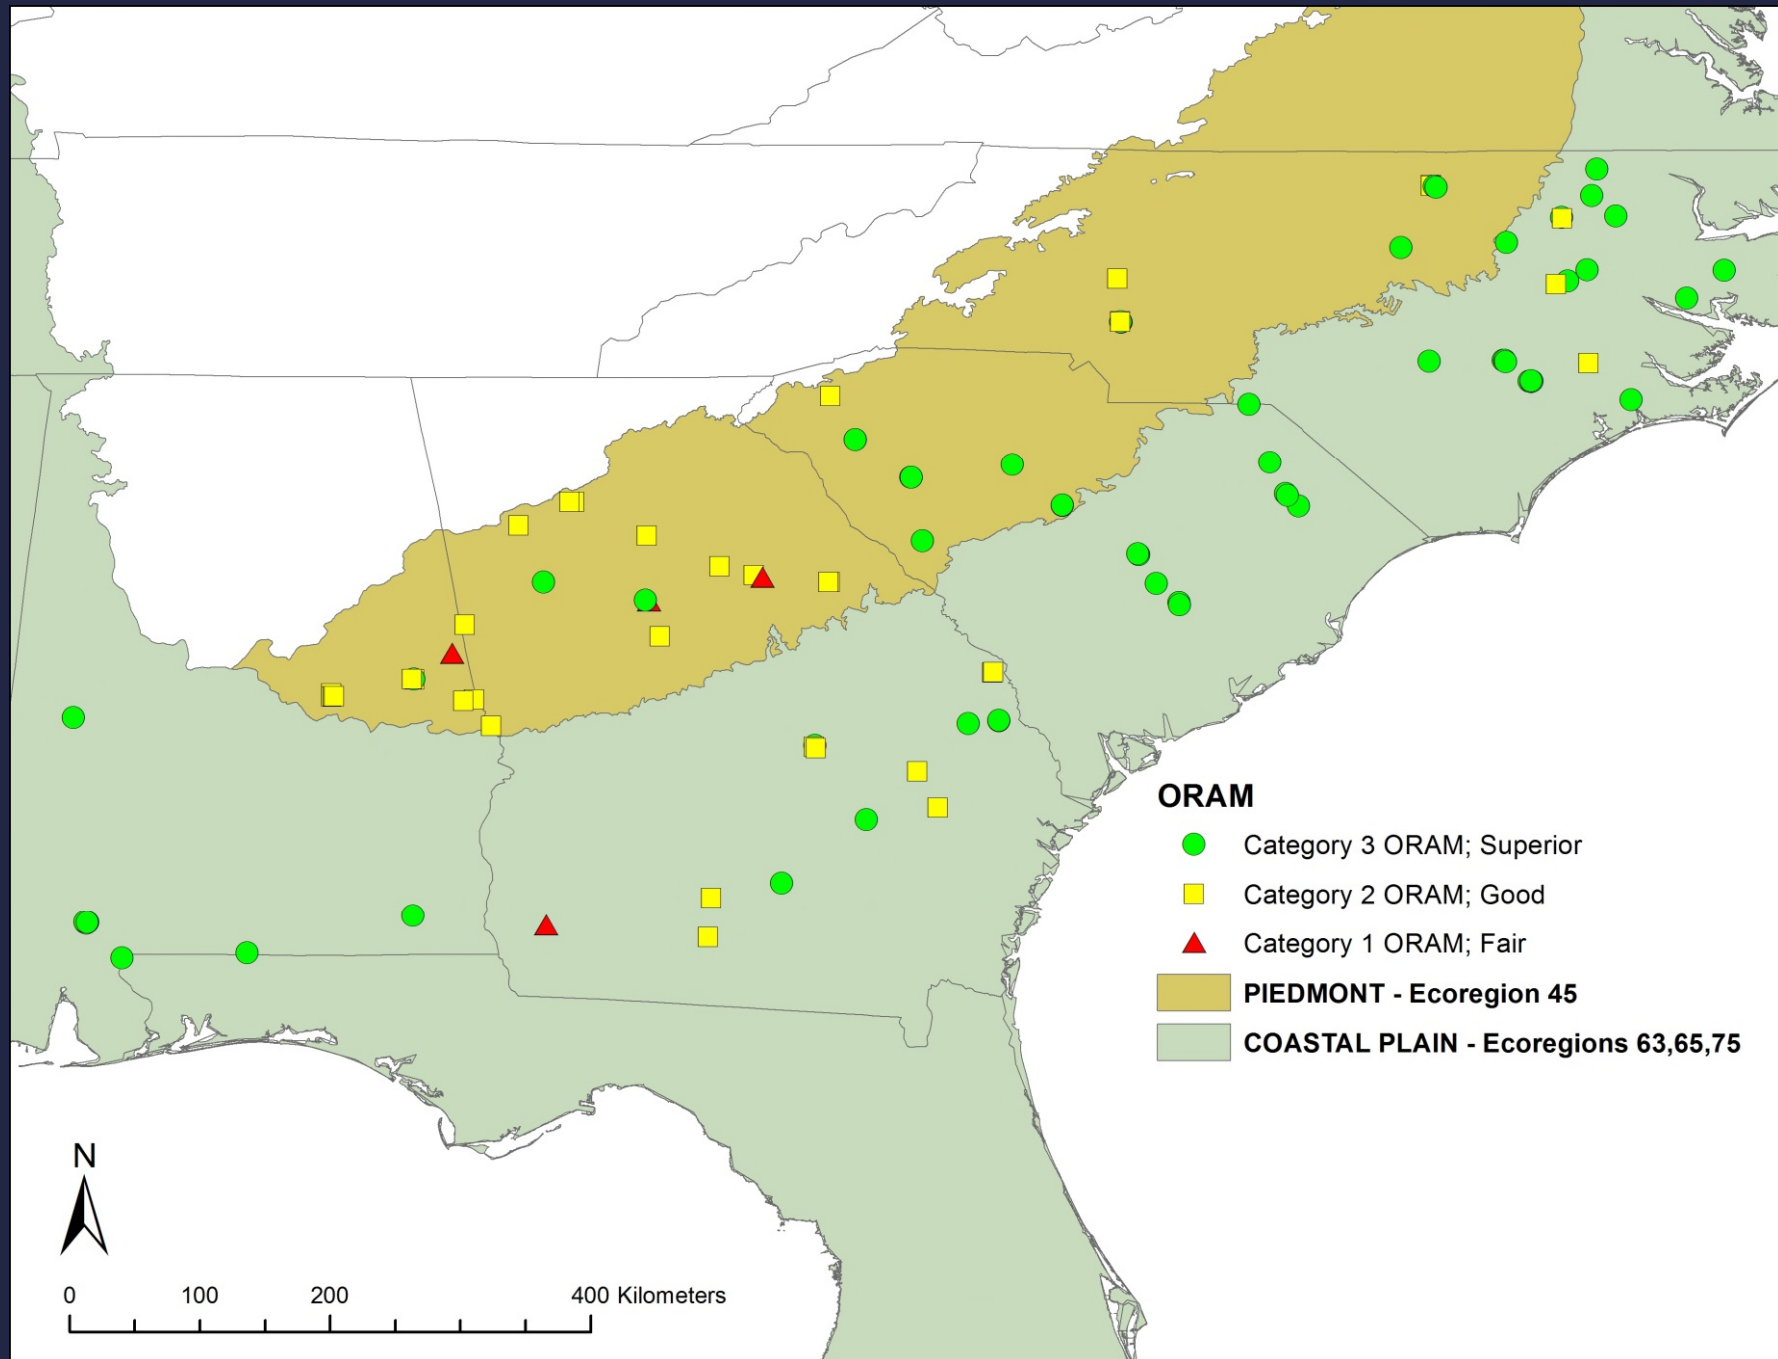 ORAM
Category 3 ORAM; Superior
Category 2 ORAM; Good
Category 1 ORAM; Fair
PIEDMONT - Ecoregion 45
COASTAL PLAIN - Ecoregions 63,65,75
N
0 100 200 400 Kilometers